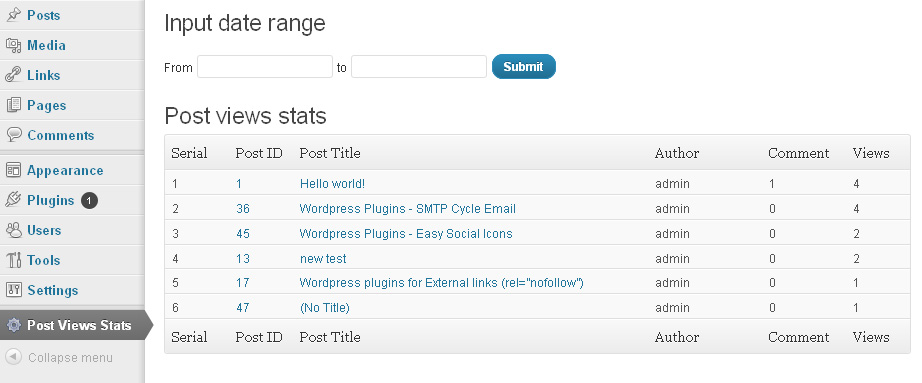 Posts
Media
Links
Pages
Comments
Appearance
Plugins 1
Users
Tools
Settings
Post Views Stats
Collapse menu
Input date range
From to Submit
Post views stats
Serial Post ID Post Title Author Comment Views
1 1 Hello world! admin 1 4
2 36 Wordpress Plugins - SMTP Cycle Email admin 0 4
3 45 Wordpress Plugins - Easy Social Icons admin 0 2
4 13 new test admin 0 2
5 17 Wordpress plugins for External links (rel="nofollow") admin 0 1
6 47 (No Title) admin 0 1
Serial Post ID Post Title Author Comment Views